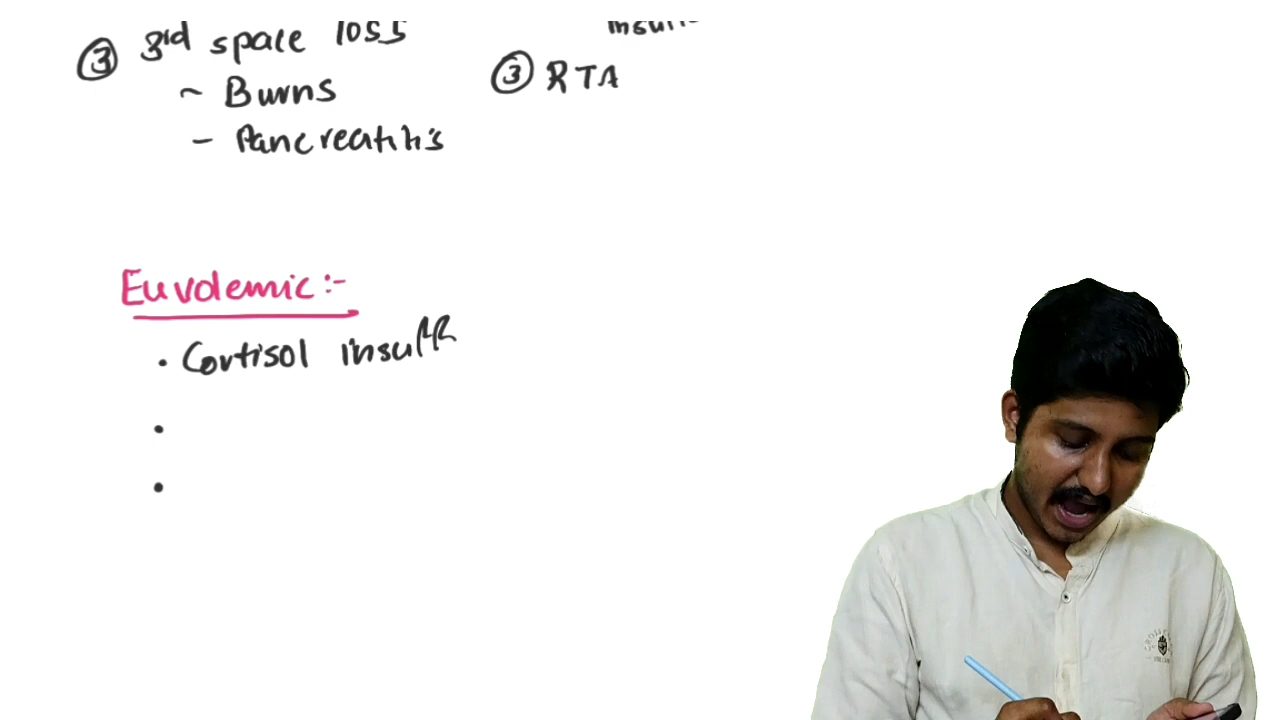 ③ 3rd space loss
~ Burns
- Pancreatitis
③ RTA
Euvolemic :-
• Cortisol insuff
•
•